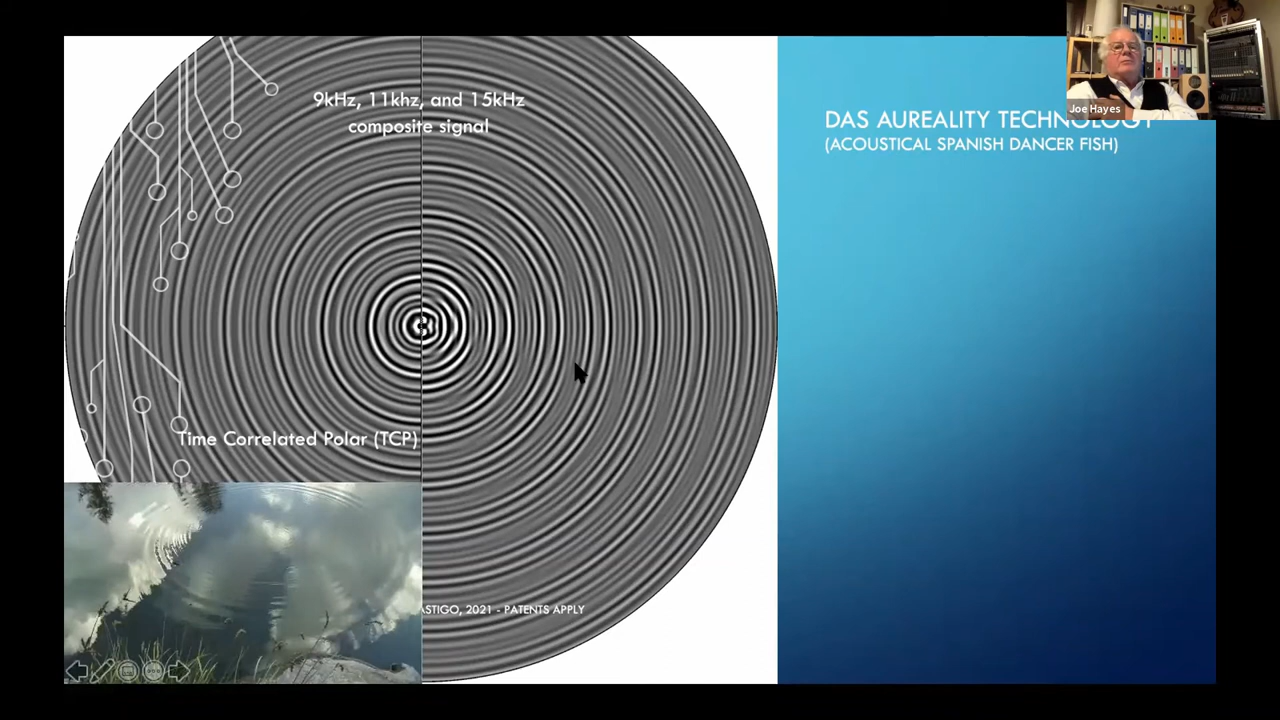 9kHz, 11khz, and 15kHz
composite signal
Time Correlated Polar (TCP)
2021 - PATENTS APPLY
DAS AUREALITY TECHNOLOGY
(ACOUSTICAL SPANISH DANCER FISH)
Joe Hayes